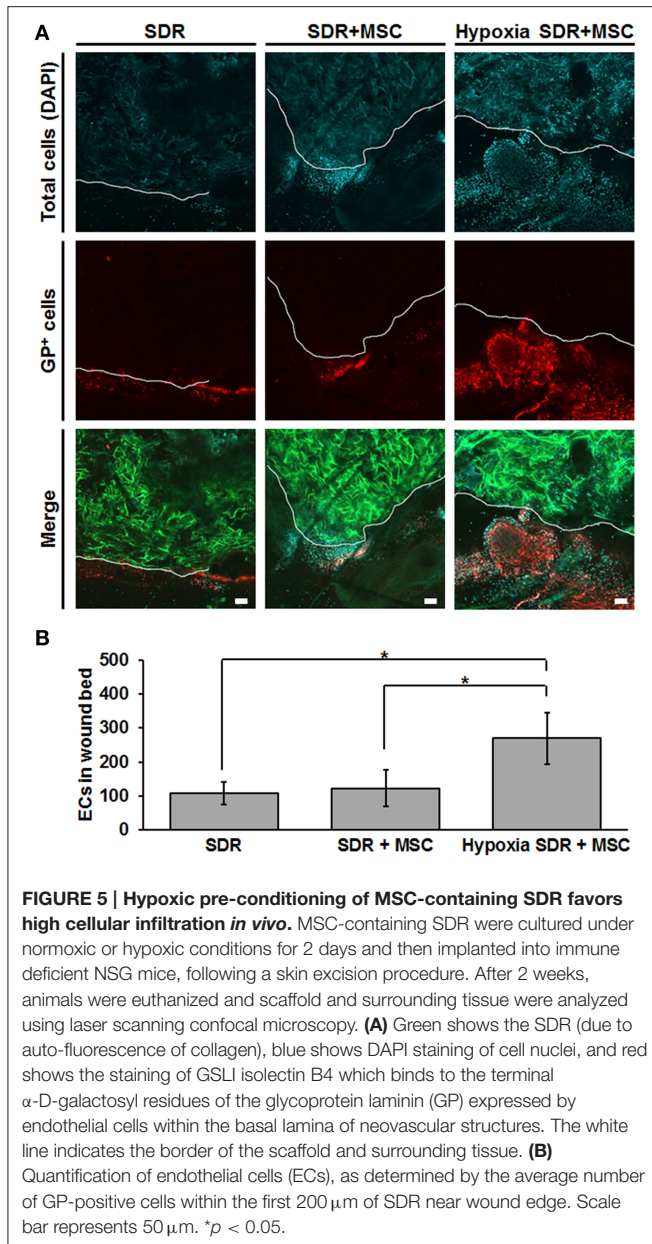 A
SDR SDR+MSC Hypoxia SDR+MSC
Total cells (DAPI)
GP⁺ cells
Merge
B
ECs in wound bed
500
400
300
200
100
0
* *
SDR SDR + MSC Hypoxia SDR + MSC
FIGURE 5 | Hypoxic pre-conditioning of MSC-containing SDR favors
high cellular infiltration in vivo. MSC-containing SDR were cultured under
normoxic or hypoxic conditions for 2 days and then implanted into immune
deficient NSG mice, following a skin excision procedure. After 2 weeks,
animals were euthanized and scaffold and surrounding tissue were analyzed
using laser scanning confocal microscopy. (A) Green shows the SDR (due to
auto-fluorescence of collagen), blue shows DAPI staining of cell nuclei, and red
shows the staining of GSLI isolectin B4 which binds to the terminal
α-D-galactosyl residues of the glycoprotein laminin (GP) expressed by
endothelial cells within the basal lamina of neovascular structures. The white
line indicates the border of the scaffold and surrounding tissue. (B)
Quantification of endothelial cells (ECs), as determined by the average number
of GP-positive cells within the first 200 μm of SDR near wound edge. Scale
bar represents 50 μm. *p < 0.05.